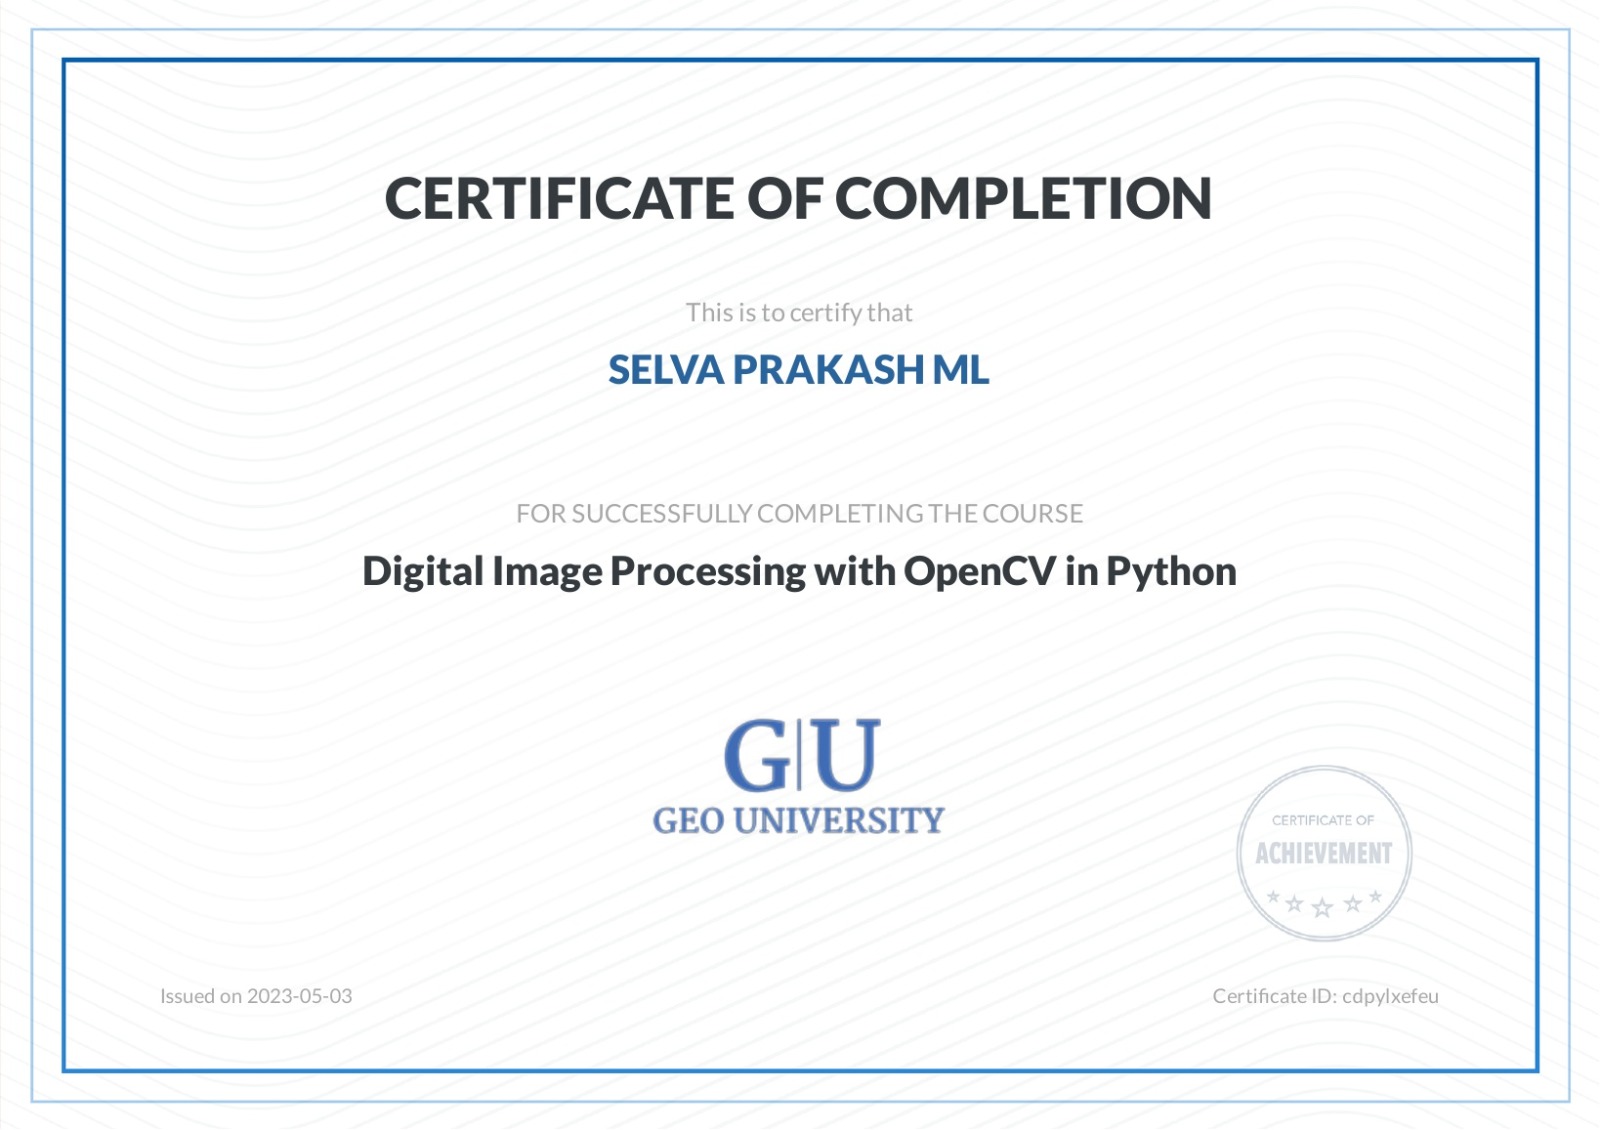 CERTIFICATE OF COMPLETION
This is to certify that
SELVA PRAKASH ML
FOR SUCCESSFULLY COMPLETING THE COURSE
Digital Image Processing with OpenCV in Python
G|U
GEO UNIVERSITY
CERTIFICATE OF
ACHIEVEMENT
Issued on 2023-05-03
Certificate ID: cdpylxefeu